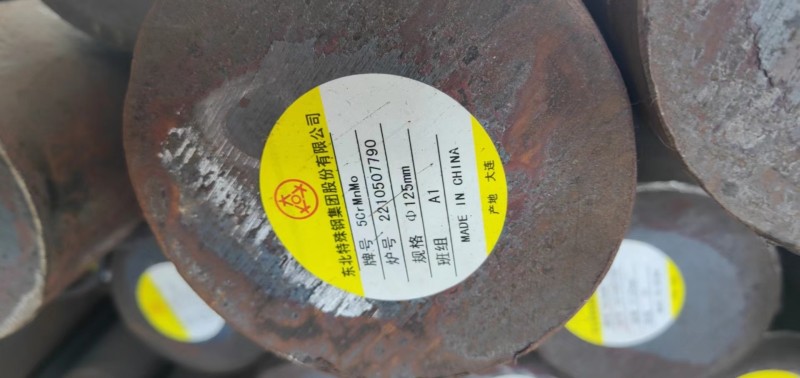 东北特殊钢集团股份有限公司
牌号 5CrMnMo
炉号 2210507790
规格 Φ125mm
班组 A1
MADE IN CHINA
产地 大连